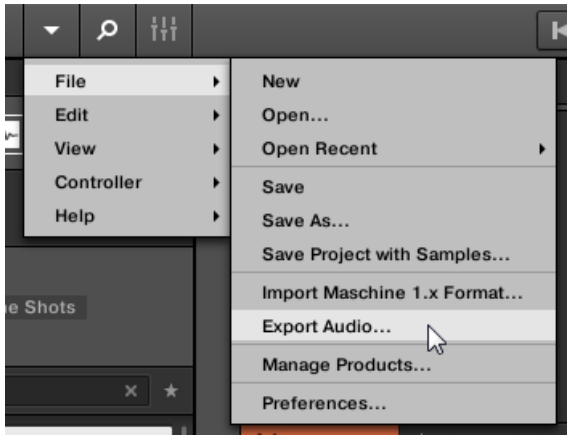 File
Edit
View
Controller
Help
New
Open...
Open Recent
Save
Save As...
Save Project with Samples...
Import Maschine 1.x Format...
Export Audio...
Manage Products...
Preferences...
Shots